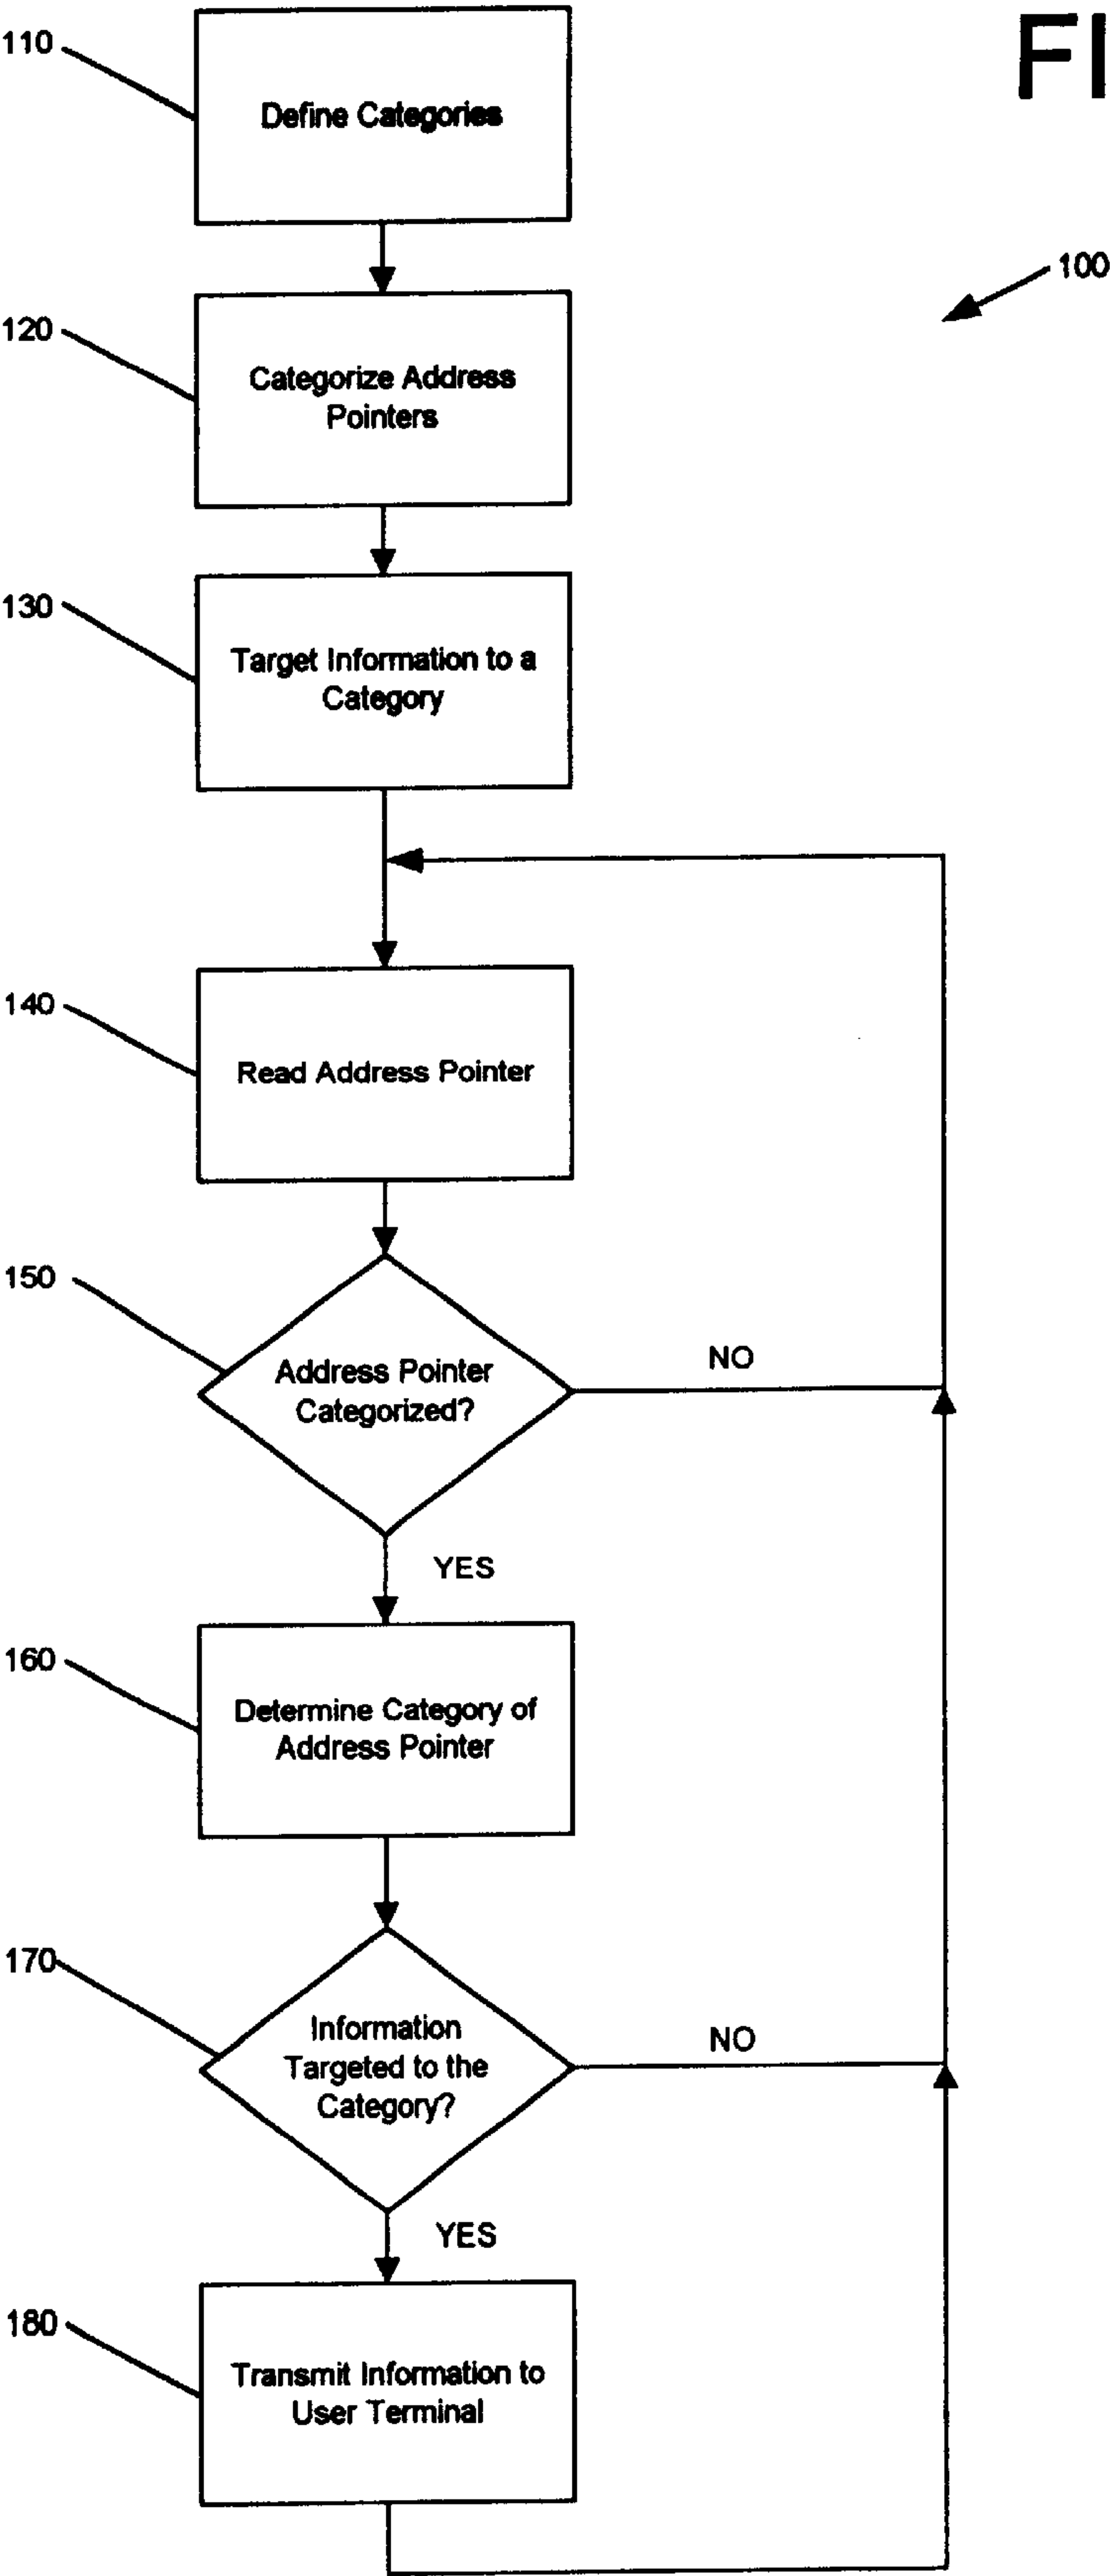 FI
110
Define Categories
100
120
Categorize Address
Pointers
130
Target Information to a
Category
140
Read Address Pointer
150
Address Pointer
Categorized?
NO
YES
160
Determine Category of
Address Pointer
170
Information
Targeted to the
Category?
NO
YES
180
Transmit Information to
User Terminal